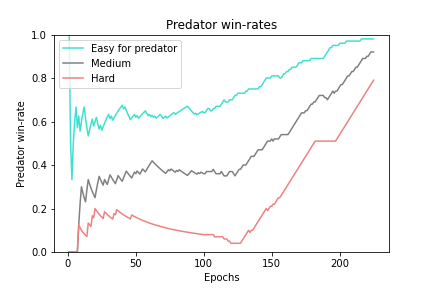 Predator win-rates
Predator win-rate
1.0
0.8
0.6
0.4
0.2
0.0
Easy for predator
Medium
Hard
0
50
100
150
200
Epochs